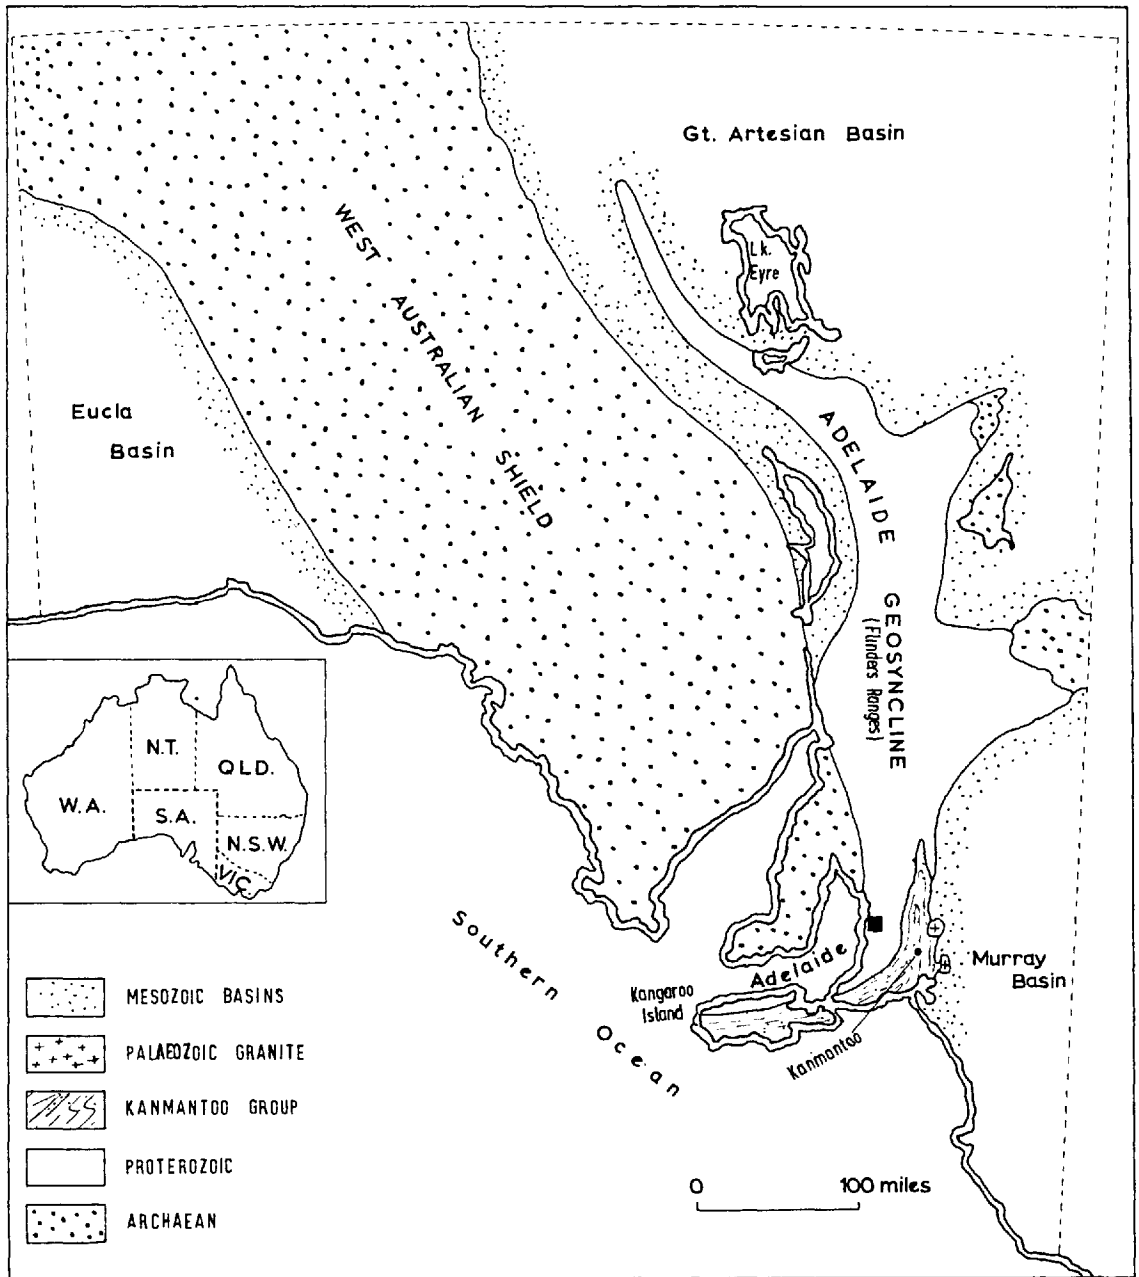 Gt. Artesian Basin
Lk.
Eyre
WEST AUSTRALIAN SHIELD
Eucla
Basin
ADELAIDE GEOSYNCLINE
(Flinders Ranges)
N.T.
QLD.
W.A.
S.A.
N.S.W.
VIC.
Southern Ocean
Adelaide
Murray
Basin
Kangaroo
Island
Kanmantoo
MESOZOIC BASINS
PALAEOZOIC GRANITE
KANMANTOO GROUP
PROTEROZOIC
ARCHAEAN
0 100 miles